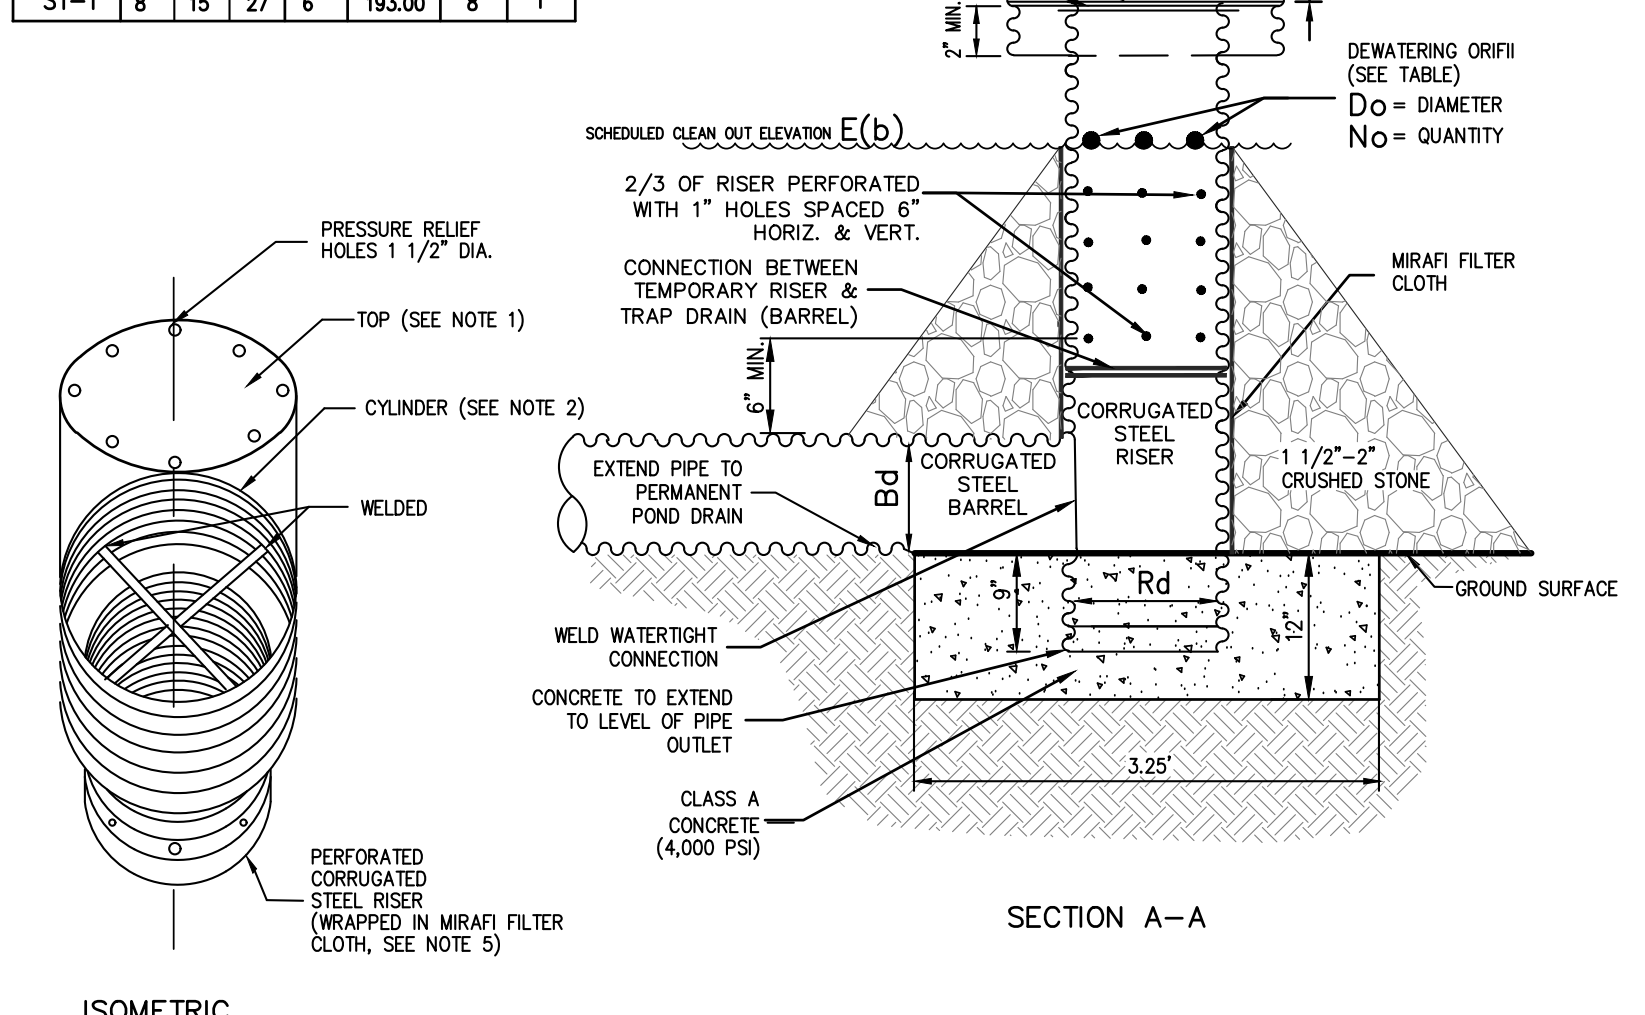 ST-1 8 15 27 6 193.00 8 1
2" MIN.
DEWATERING ORIFII
(SEE TABLE)
Do = DIAMETER
No = QUANTITY
SCHEDULED CLEAN OUT ELEVATION E(b)
2/3 OF RISER PERFORATED
WITH 1" HOLES SPACED 6"
HORIZ. & VERT.
CONNECTION BETWEEN
TEMPORARY RISER &
TRAP DRAIN (BARREL)
MIRAFI FILTER
CLOTH
PRESSURE RELIEF
HOLES 1 1/2" DIA.
TOP (SEE NOTE 1)
CYLINDER (SEE NOTE 2)
WELDED
6" MIN.
CORRUGATED
STEEL
RISER
EXTEND PIPE TO
PERMANENT
POND DRAIN
Bd
CORRUGATED
STEEL
BARREL
1 1/2"-2"
CRUSHED STONE
GROUND SURFACE
9"
Rd
12"
WELD WATERTIGHT
CONNECTION
CONCRETE TO EXTEND
TO LEVEL OF PIPE
OUTLET
3.25'
CLASS A
CONCRETE
(4,000 PSI)
PERFORATED
CORRUGATED
STEEL RISER
(WRAPPED IN MIRAFI FILTER
CLOTH, SEE NOTE 5)
SECTION A-A
ISOMETRIC